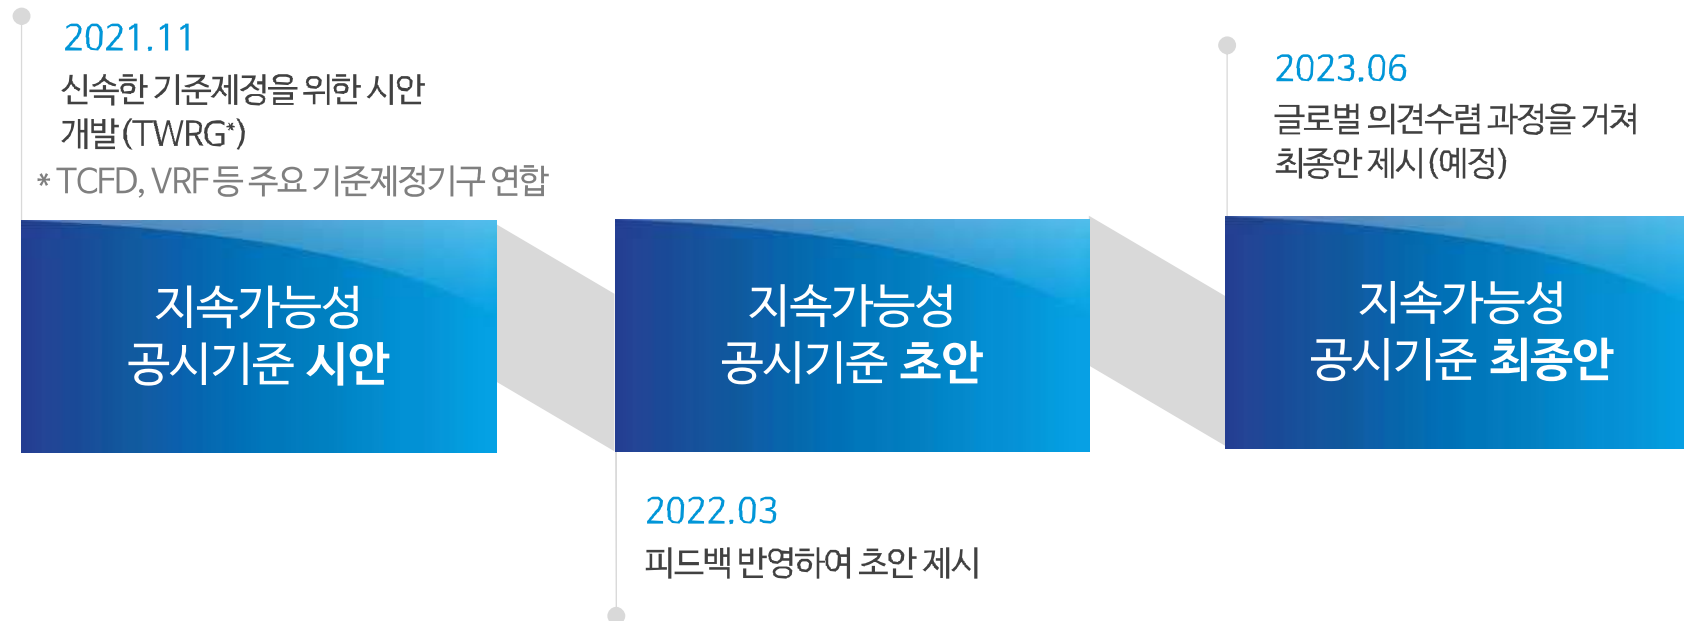 2021.11
신속한 기준제정을 위한 시안
개발(TWRG*)
* TCFD, VRF 등 주요 기준제정기구 연합
지속가능성
공시기준 시안
지속가능성
공시기준 초안
2022.03
피드백 반영하여 초안 제시
2023.06
글로벌 의견수렴 과정을 거쳐
최종안 제시(예정)
지속가능성
공시기준 최종안